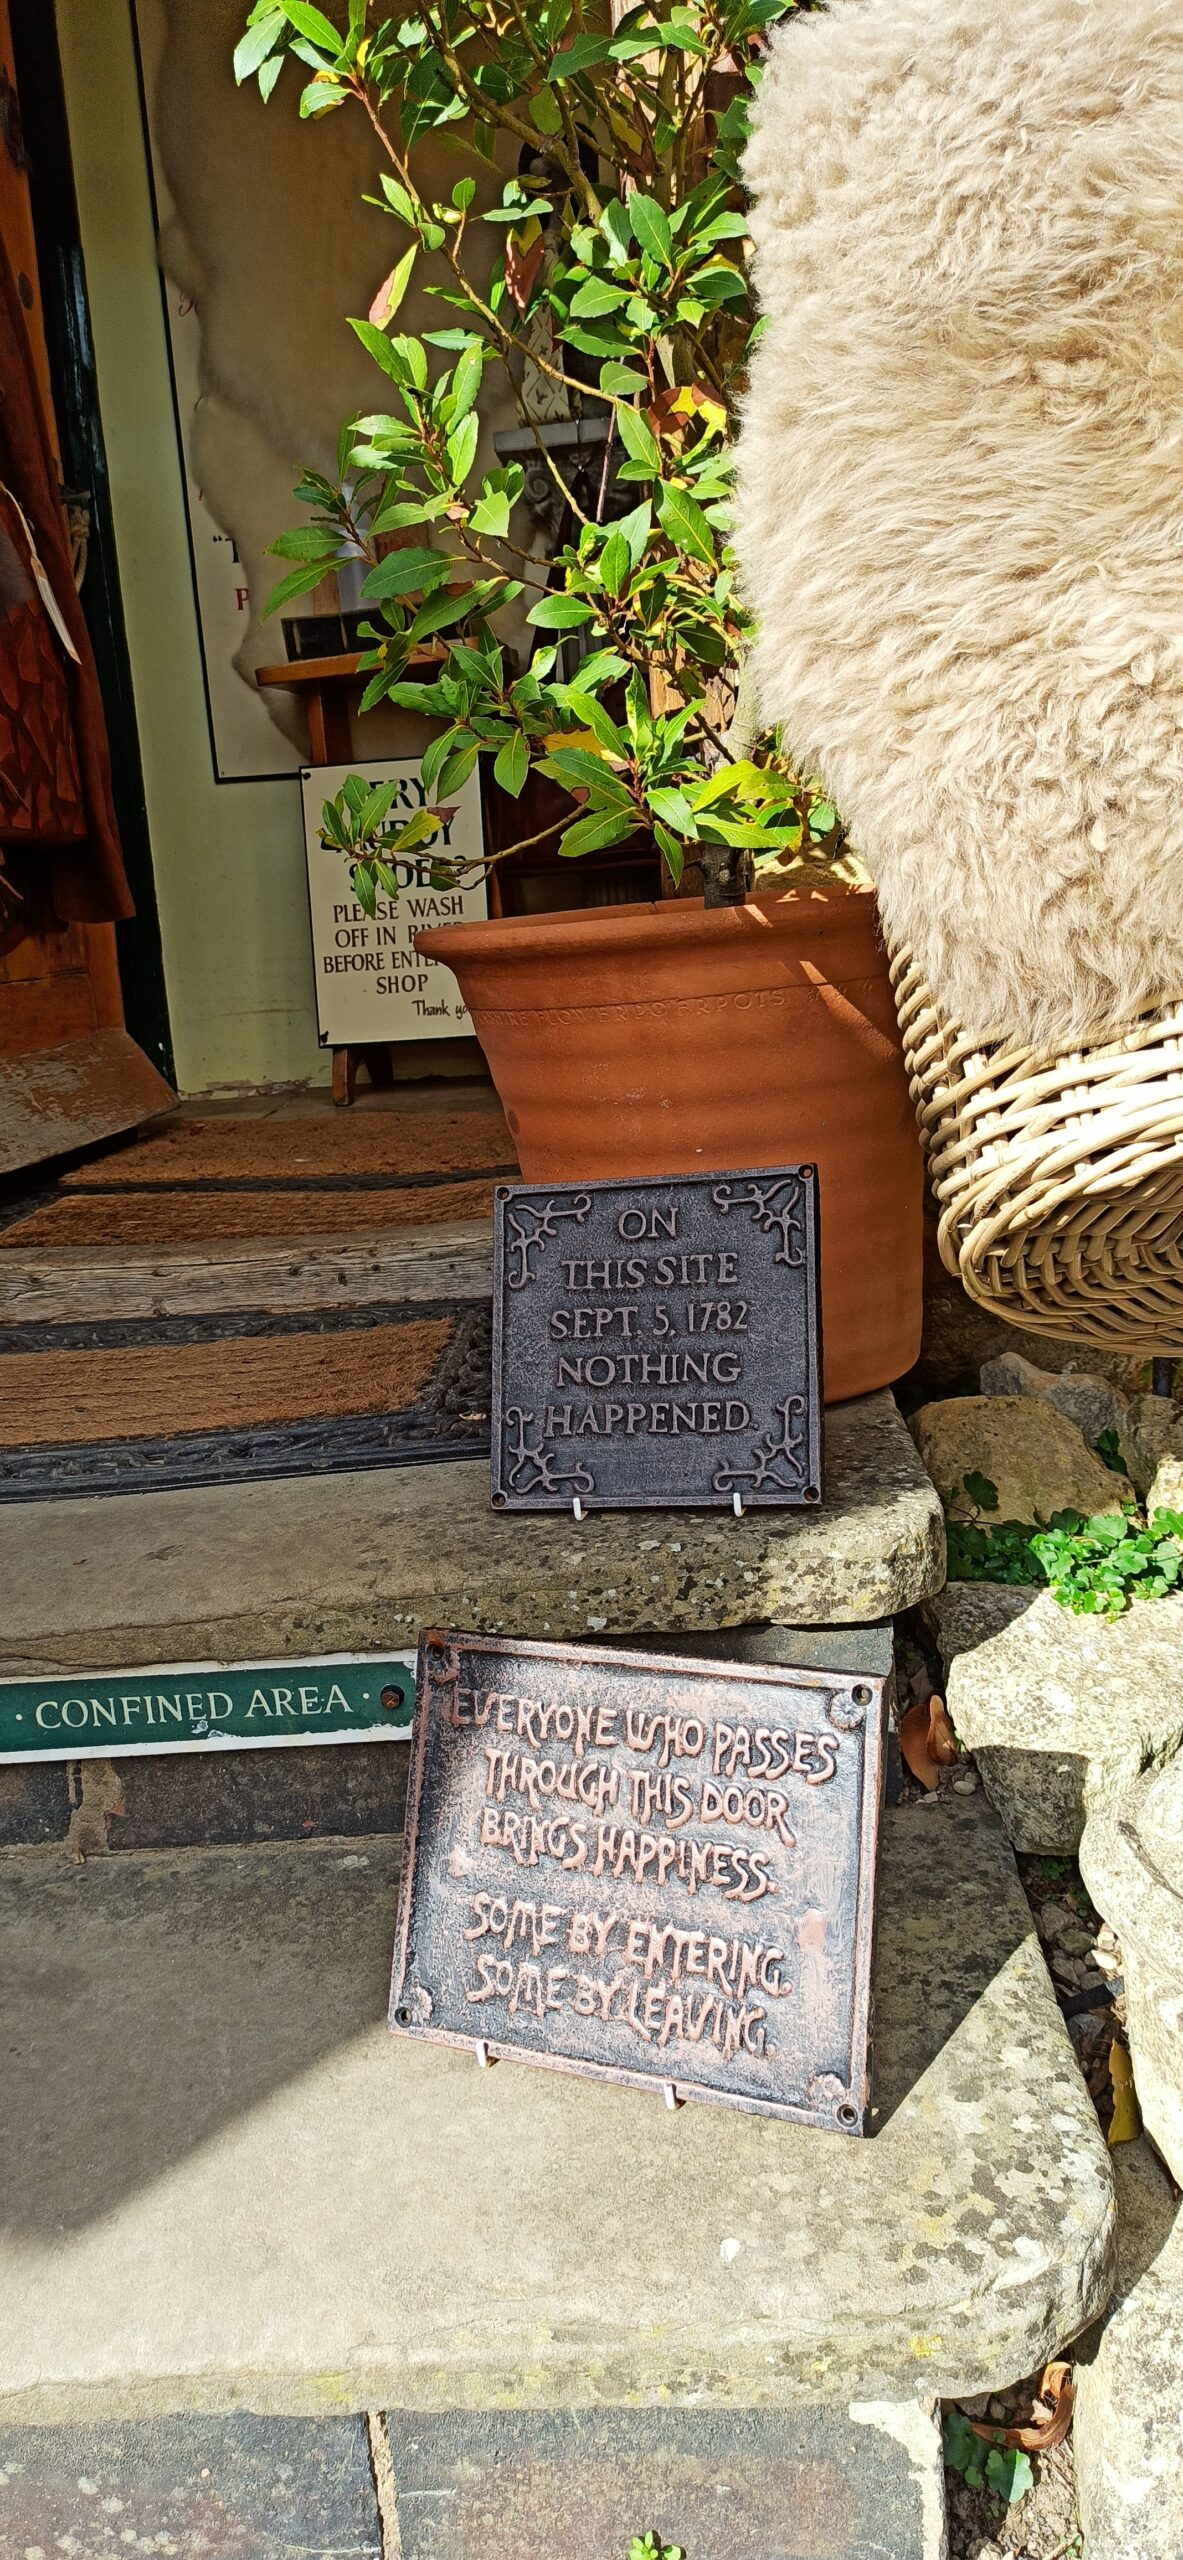 P
PLEASE WASH
OFF IN
BEFORE
SHOP
Thank
ON
THIS SITE
SEPT. 5, 1782
NOTHING
HAPPENED.
· CONFINED AREA ·
EVERYONE WHO PASSES
THROUGH THIS DOOR
BRINGS HAPPINESS.
SOME BY ENTERING.
SOME BY LEAVING.